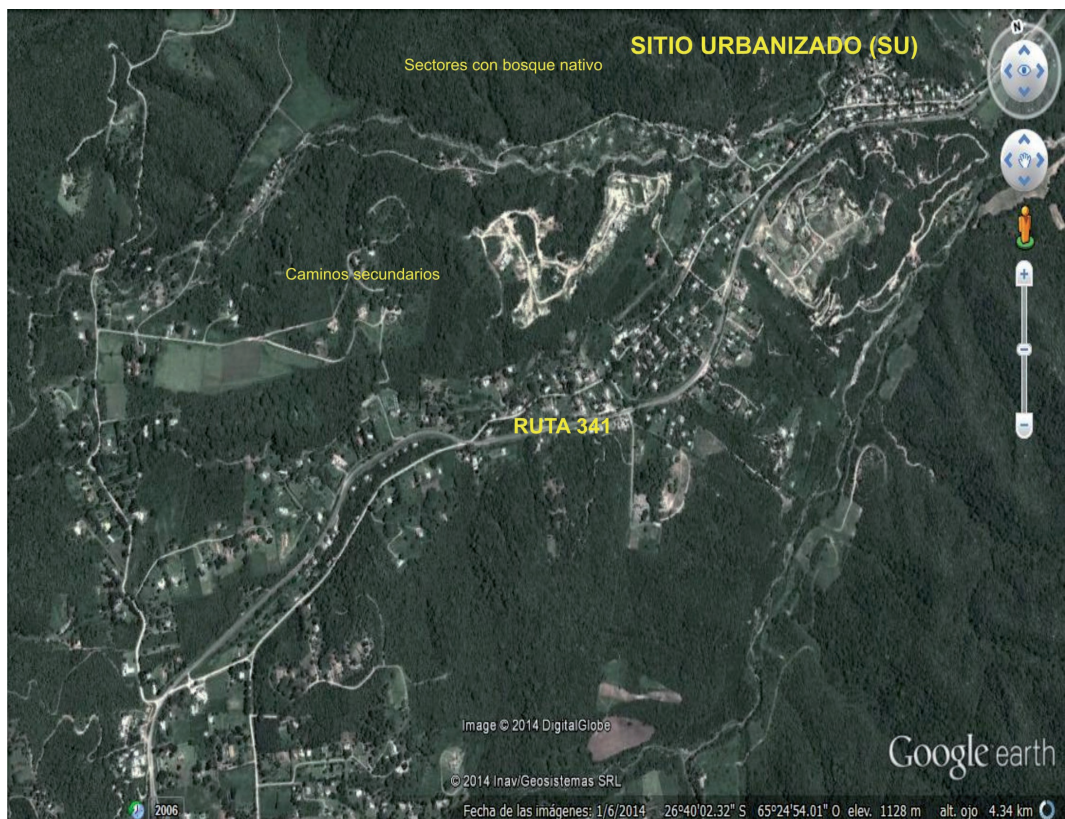 SITIO URBANIZADO (SU)
Sectores con bosque nativo
N
Caminos secundarios
RUTA 341
Image © 2014 DigitalGlobe
Google earth
© 2014 Inav/Geosistemas SRL
2006
Fecha de las imágenes: 1/6/2014 26°40'02.32" S 65°24'54.01" O elev. 1128 m alt. ojo 4.34 km